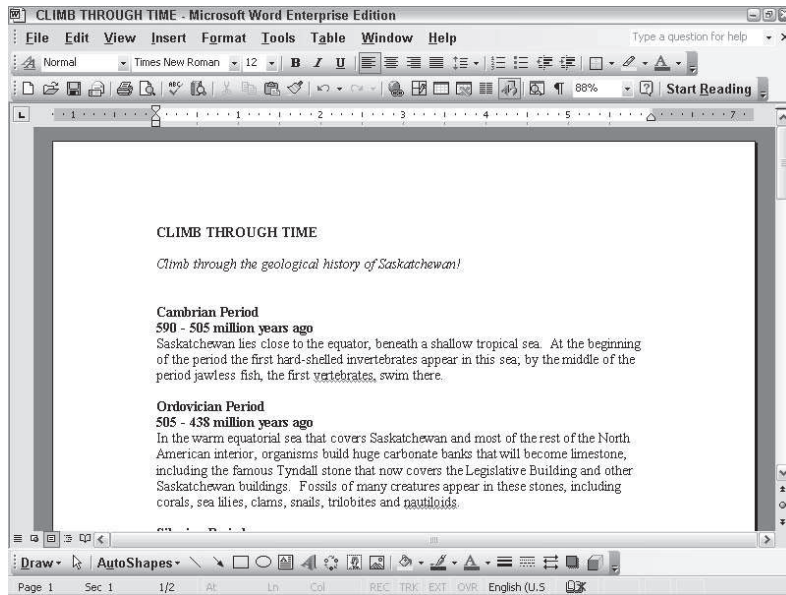 CLIMB THROUGH TIME - Microsoft Word Enterprise Edition
File Edit View Insert Format Tools Table Window Help Type a question for help
Normal Times New Roman 12 B I U A
ABC 88% Start Reading
1 1 2 3 4 5 7
CLIMB THROUGH TIME
Climb through the geological history of Saskatchewan!
Cambrian Period
590 - 505 million years ago
Saskatchewan lies close to the equator, beneath a shallow tropical sea. At the beginning
of the period the first hard-shelled invertebrates appear in this sea; by the middle of the
period jawless fish, the first vertebrates, swim there.
Ordovician Period
505 - 438 million years ago
In the warm equatorial sea that covers Saskatchewan and most of the rest of the North
American interior, organisms build huge carbonate banks that will become limestone,
including the famous Tyndall stone that now covers the Legislative Building and other
Saskatchewan buildings. Fossils of many creatures appear in these stones, including
corals, sea lilies, clams, snails, trilobites and nautiloids.
Draw AutoShapes A A
Page 1 Sec 1 1/2 At Ln Col REC TRK EXT OVR English (U.S